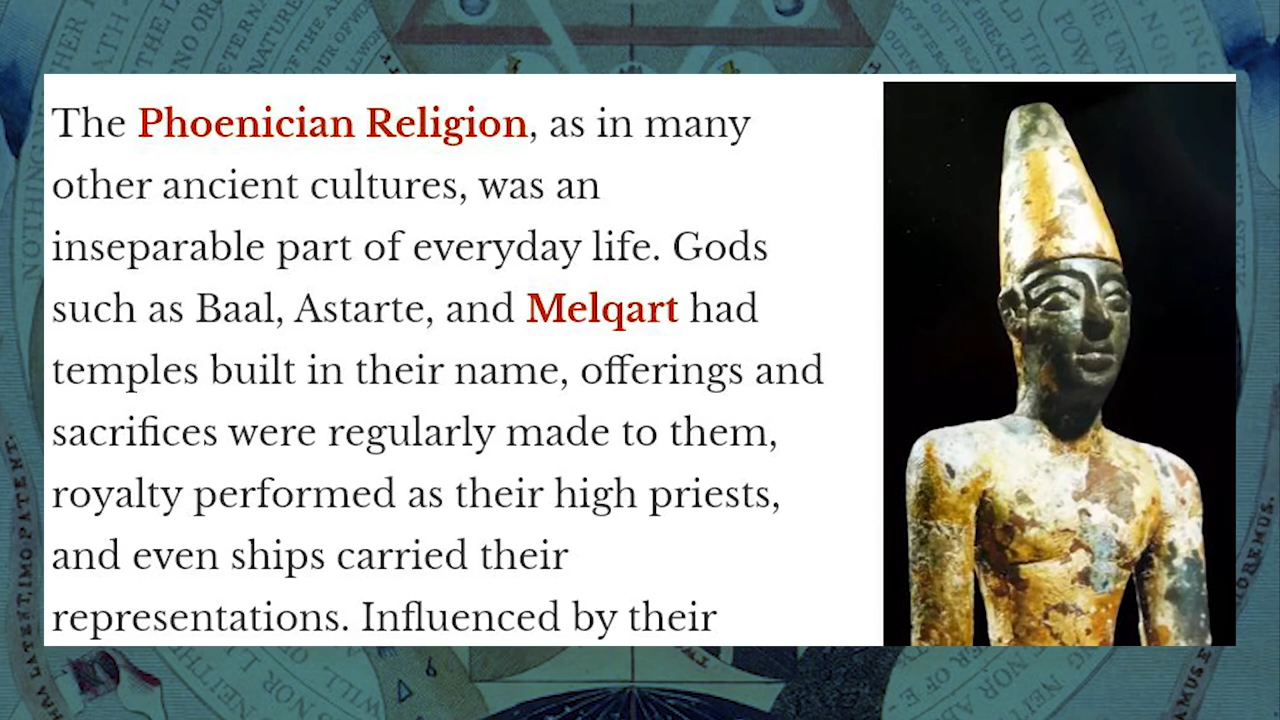 The Phoenician Religion, as in many
other ancient cultures, was an
inseparable part of everyday life. Gods
such as Baal, Astarte, and Melqart had
temples built in their name, offerings and
sacrifices were regularly made to them,
royalty performed as their high priests,
and even ships carried their
representations. Influenced by their